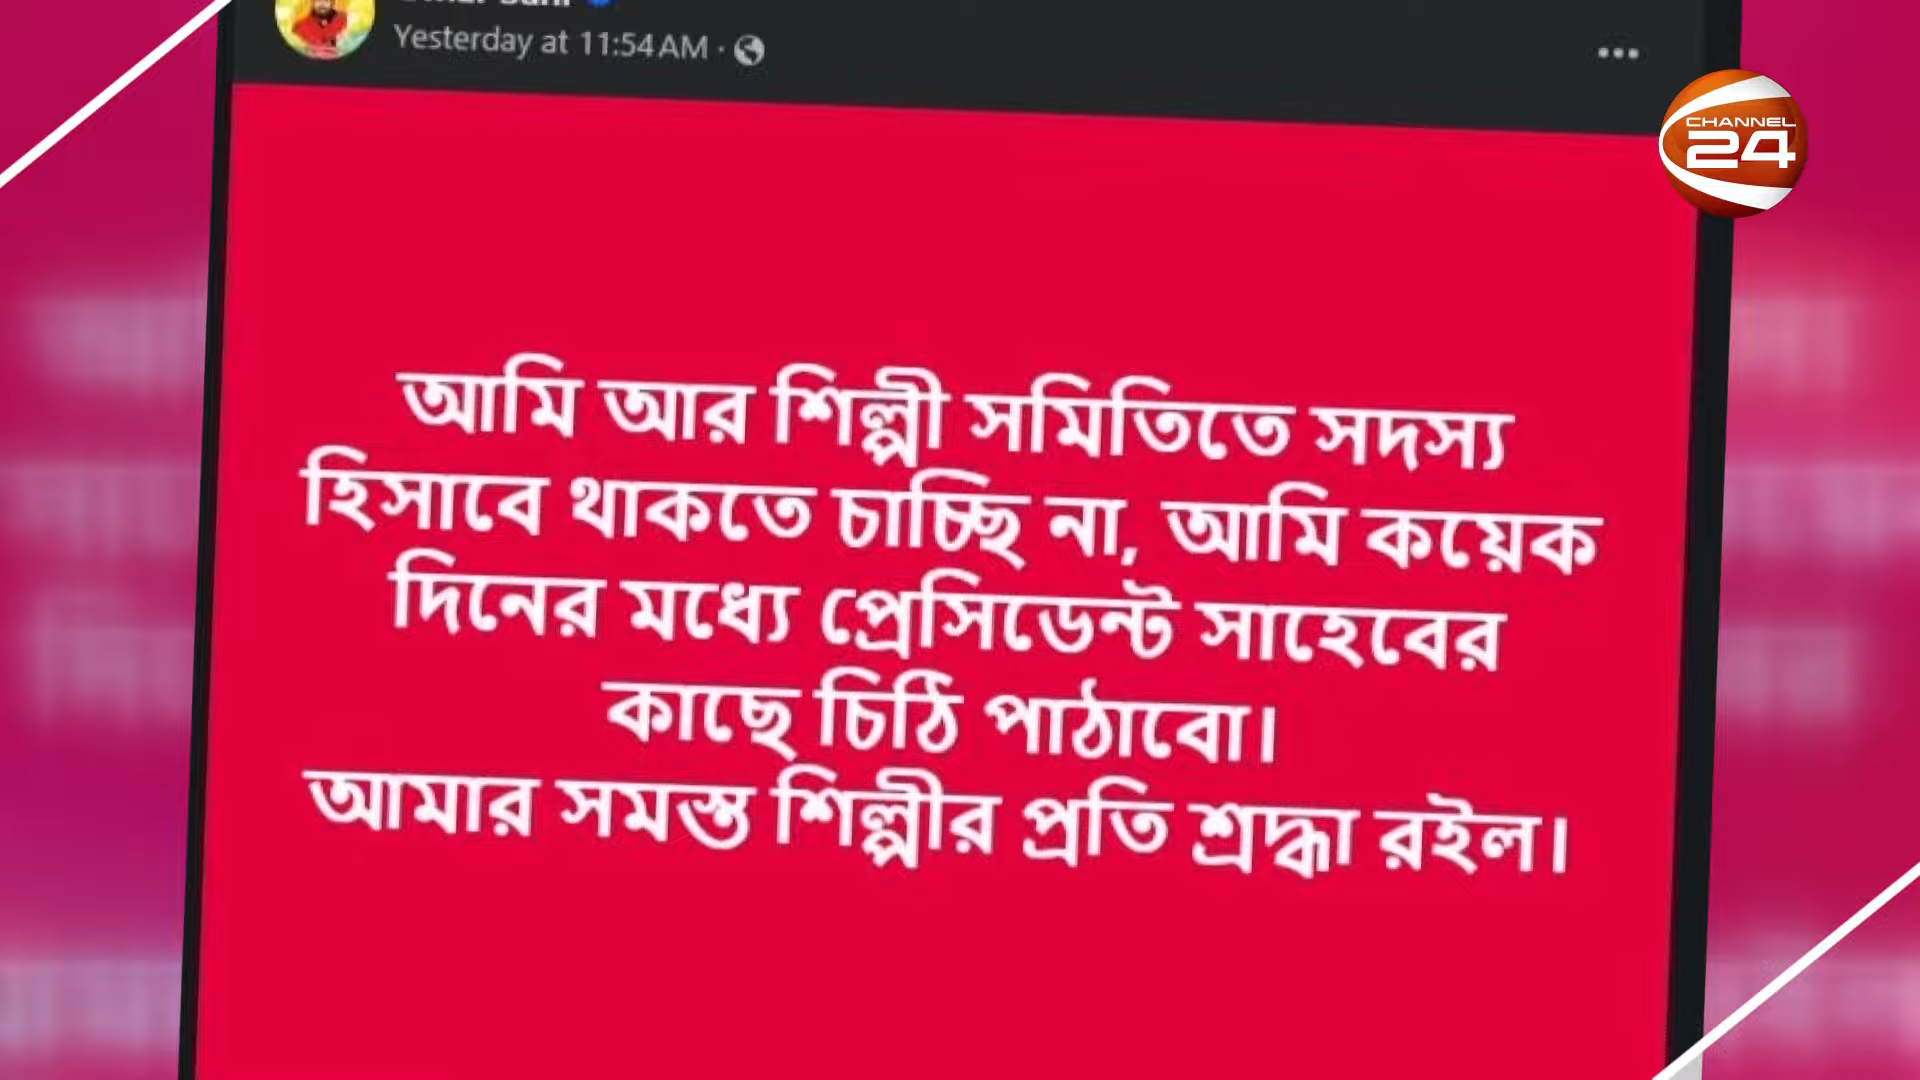 Yesterday at 11:54 AM ·
CHANNEL
24
আমি আর শিল্পী সমিতিতে সদস্য
হিসাবে থাকতে চাচ্ছি না, আমি কয়েক
দিনের মধ্যে প্রেসিডেন্ট সাহেবের
কাছে চিঠি পাঠাবো।
আমার সমস্ত শিল্পীর প্রতি শ্রদ্ধা রইল।